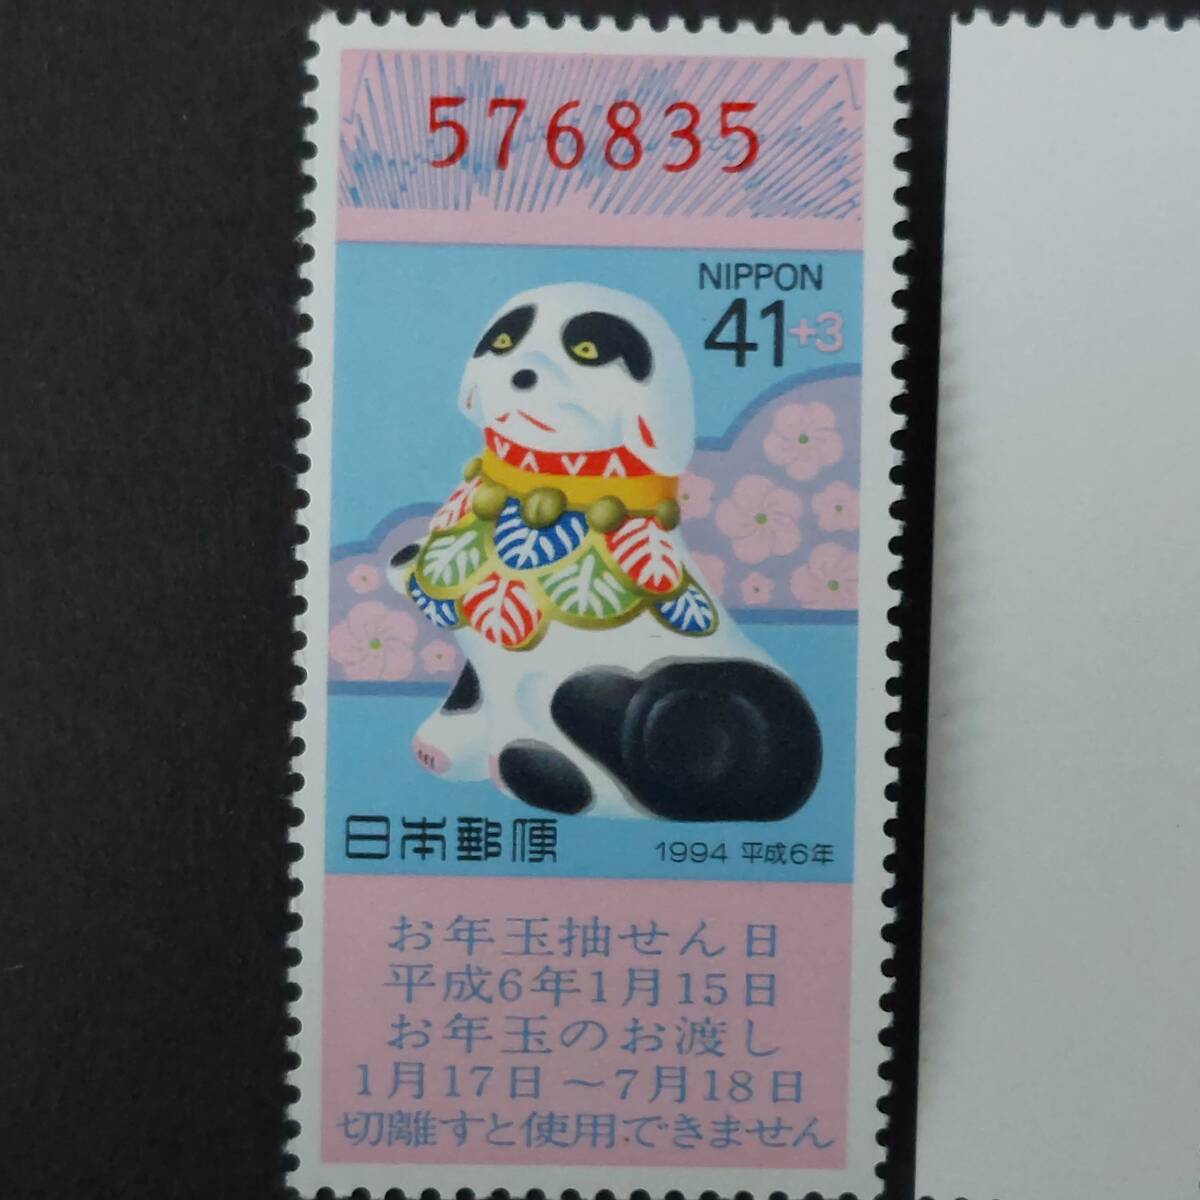 576835
NIPPON
41+3
日本郵便
1994 平成6年
お年玉抽せん日
平成6年1月15日
お年玉のお渡し
1月17日～7月18日
切離すと使用できません